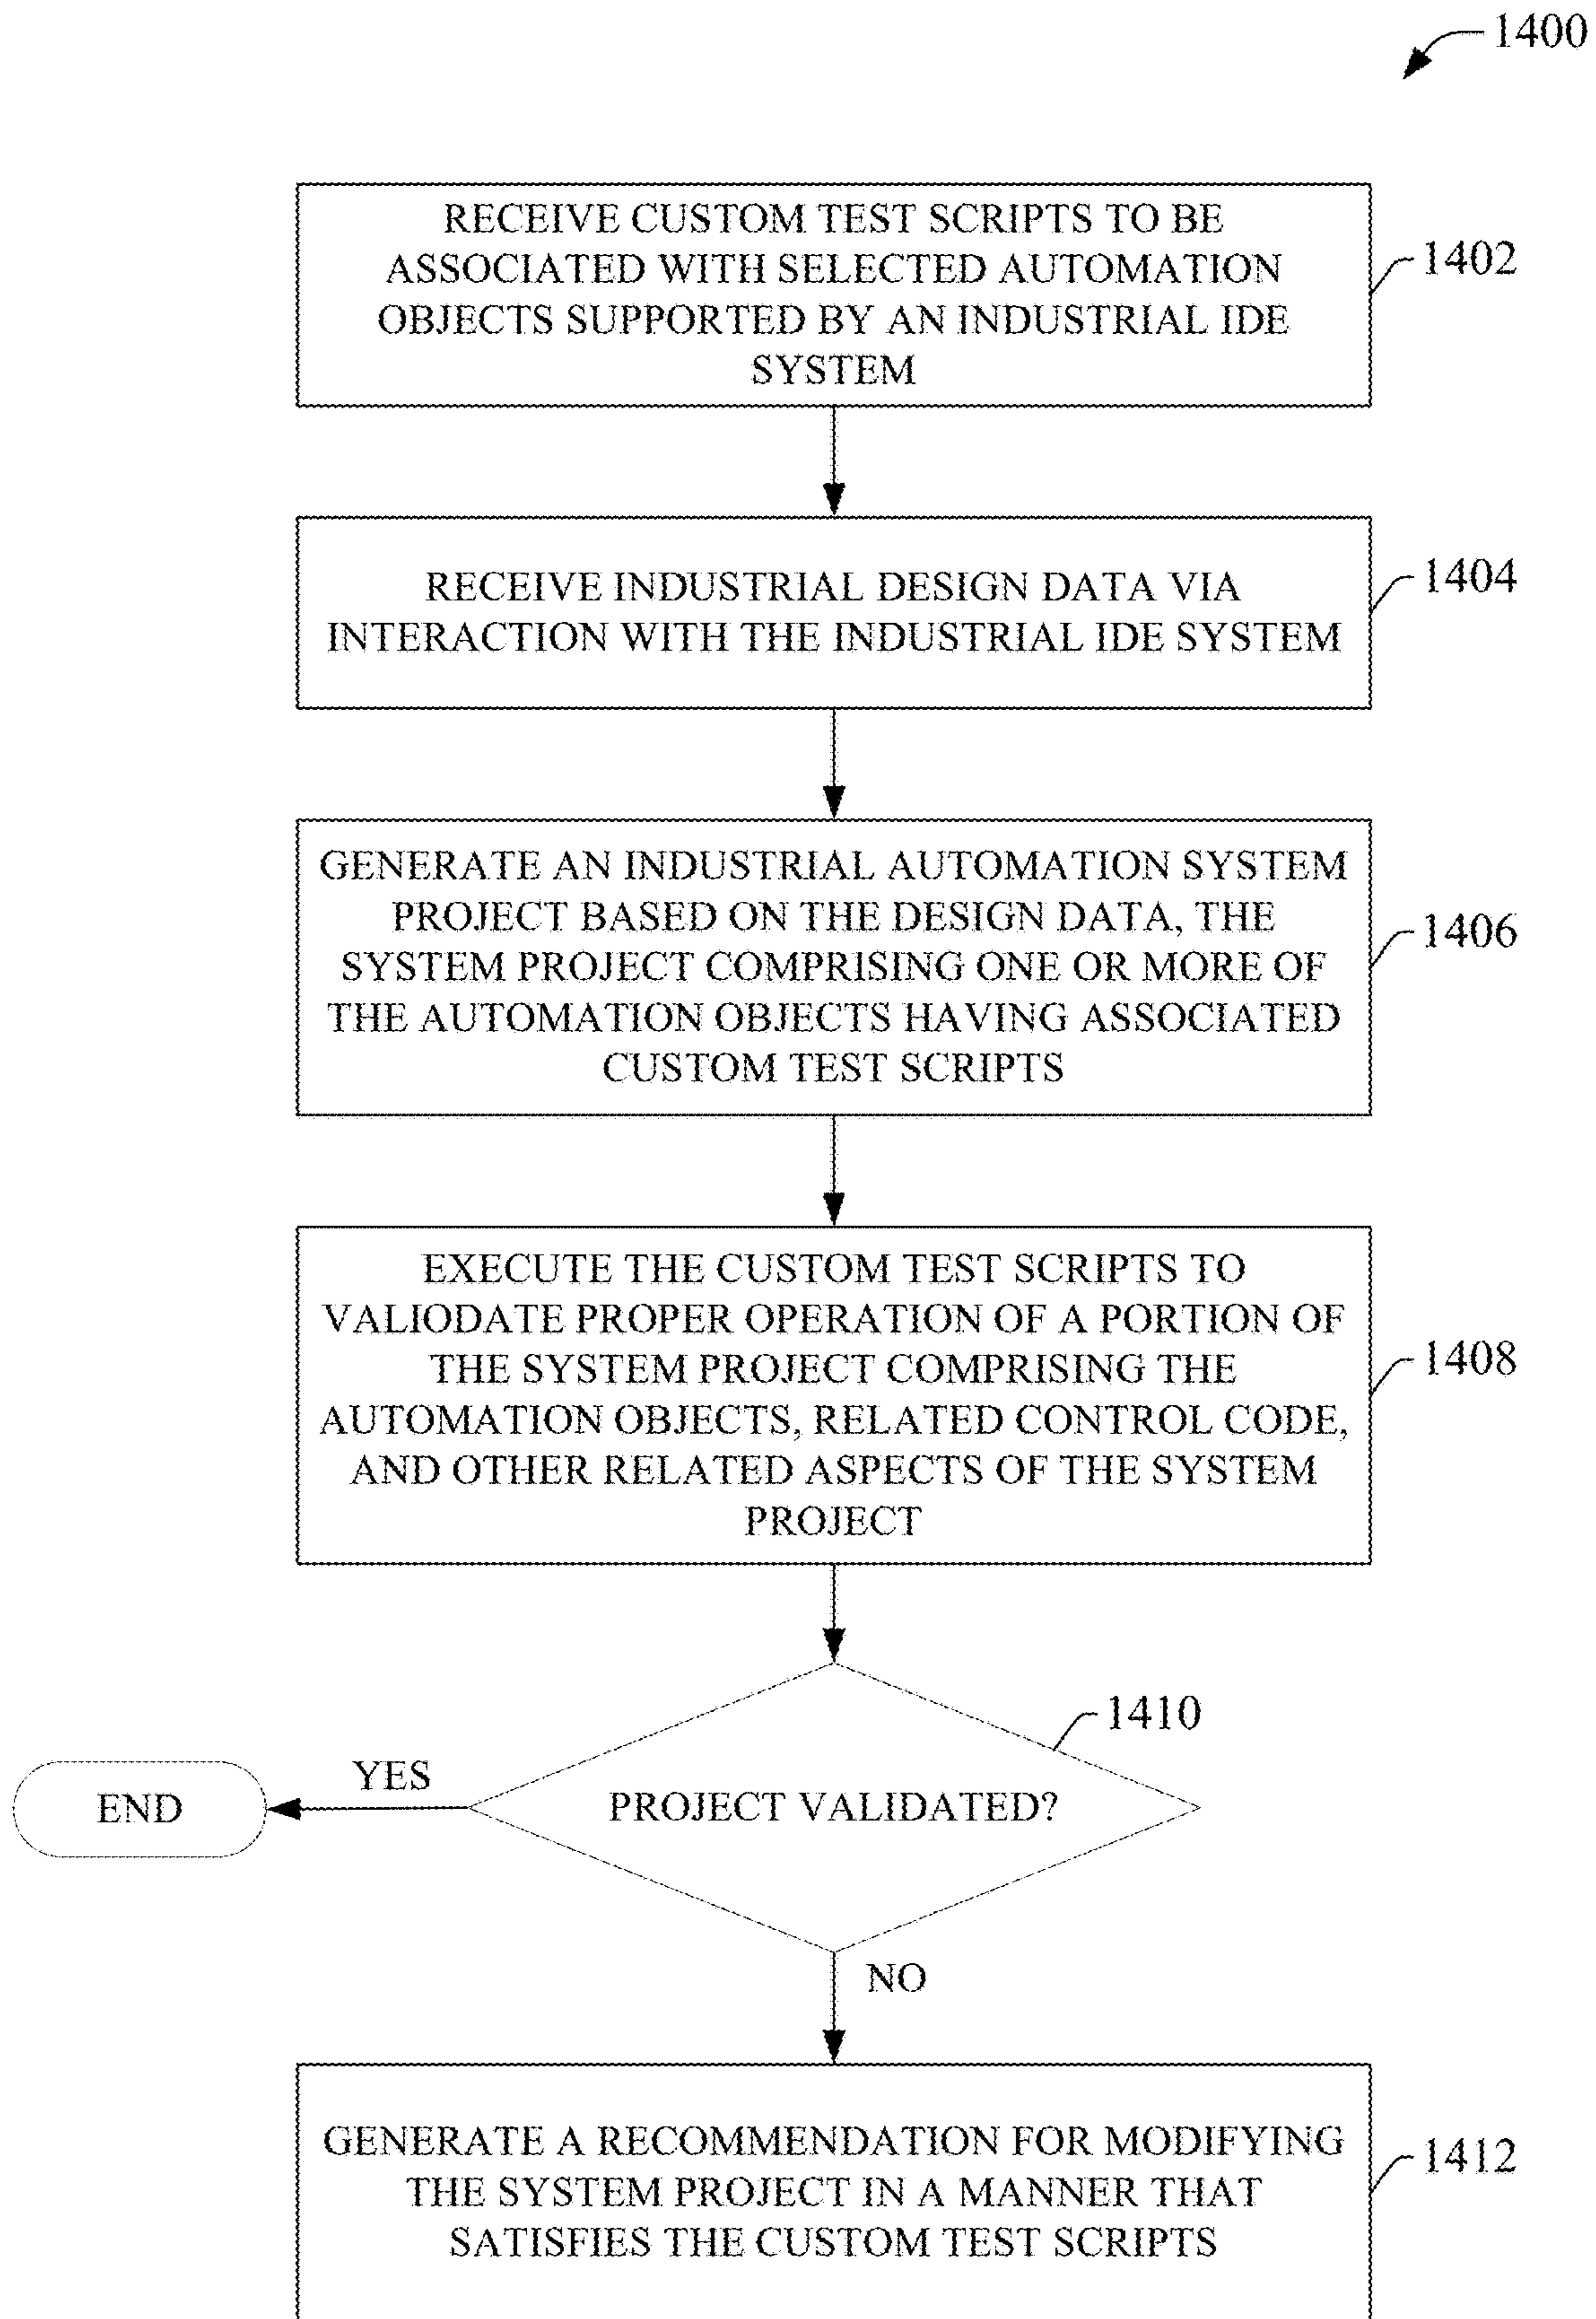 1400
RECEIVE CUSTOM TEST SCRIPTS TO BE
ASSOCIATED WITH SELECTED AUTOMATION
OBJECTS SUPPORTED BY AN INDUSTRIAL IDE
SYSTEM
1402
RECEIVE INDUSTRIAL DESIGN DATA VIA
INTERACTION WITH THE INDUSTRIAL IDE SYSTEM
1404
GENERATE AN INDUSTRIAL AUTOMATION SYSTEM
PROJECT BASED ON THE DESIGN DATA, THE
SYSTEM PROJECT COMPRISING ONE OR MORE OF
THE AUTOMATION OBJECTS HAVING ASSOCIATED
CUSTOM TEST SCRIPTS
1406
EXECUTE THE CUSTOM TEST SCRIPTS TO
VALIODATE PROPER OPERATION OF A PORTION OF
THE SYSTEM PROJECT COMPRISING THE
AUTOMATION OBJECTS, RELATED CONTROL CODE,
AND OTHER RELATED ASPECTS OF THE SYSTEM
PROJECT
1408
1410
PROJECT VALIDATED?
YES
END
NO
GENERATE A RECOMMENDATION FOR MODIFYING
THE SYSTEM PROJECT IN A MANNER THAT
SATISFIES THE CUSTOM TEST SCRIPTS
1412